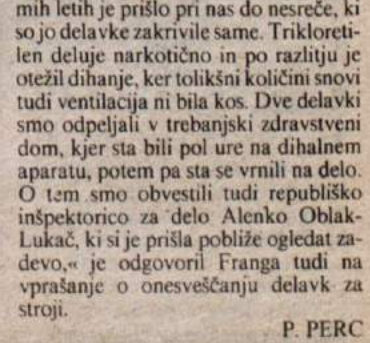 mih letih je prišlo pri nas do nesreče, ki
so jo delavke zakrivile same. Trikloreti-
len deluje narkotično in po razlitju je
otežil dihanje, ker tolikšni količini snovi
tudi ventilacija ni bila kos. Dve delavki
smo odpeljali v trebanjski zdravstveni
dom, kjer sta bili pol ure na dihalnem
aparatu, potem pa sta se vrnili na delo.
O tem smo obvestili tudi republiško
inšpektorico za delo Alenko Oblak-
Lukač, ki si je prišla pobliže ogledat za-
devo,« je odgovoril Franga tudi na
vprašanje o onesveščanju delavk za
stroji.
P. PERC